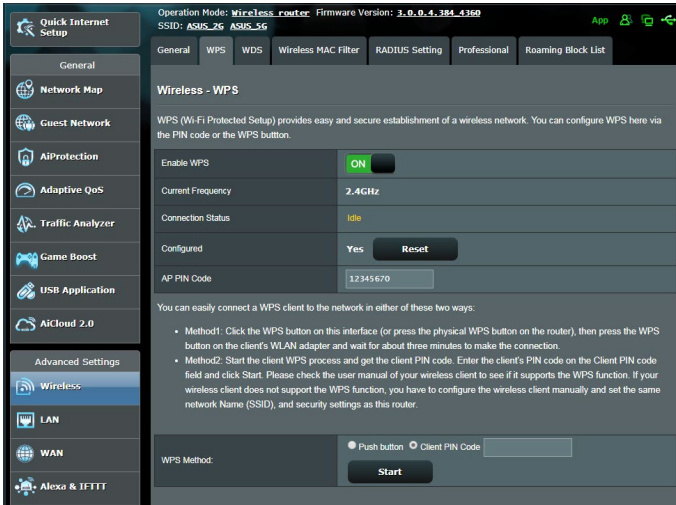 Quick Internet
Setup
General
Network Map
Guest Network
AiProtection
Adaptive QoS
Traffic Analyzer
Game Boost
USB Application
AiCloud 2.0
Advanced Settings
Wireless
LAN
WAN
Alexa & IFTTT
Operation Mode: Wireless router Firmware Version: 3.0.0.4.384_4360
SSID: ASUS_2G ASUS_5G
App
General WPS WDS Wireless MAC Filter RADIUS Setting Professional Roaming Block List
Wireless - WPS
WPS (Wi-Fi Protected Setup) provides easy and secure establishment of a wireless network. You can configure WPS here via
the PIN code or the WPS buttton.
Enable WPS ON
Current Frequency 2.4GHz
Connection Status Idle
Configured Yes Reset
AP PIN Code 12345670
You can easily connect a WPS client to the network in either of these two ways:
• Method1: Click the WPS button on this interface (or press the physical WPS button on the router), then press the WPS
button on the client's WLAN adapter and wait for about three minutes to make the connection.
• Method2: Start the client WPS process and get the client PIN code. Enter the client's PIN code on the Client PIN code
field and click Start. Please check the user manual of your wireless client to see if it supports the WPS function. If your
wireless client does not support the WPS function, you have to configure the wireless client manually and set the same
network Name (SSID), and security settings as this router.
WPS Method: Push button Client PIN Code
Start